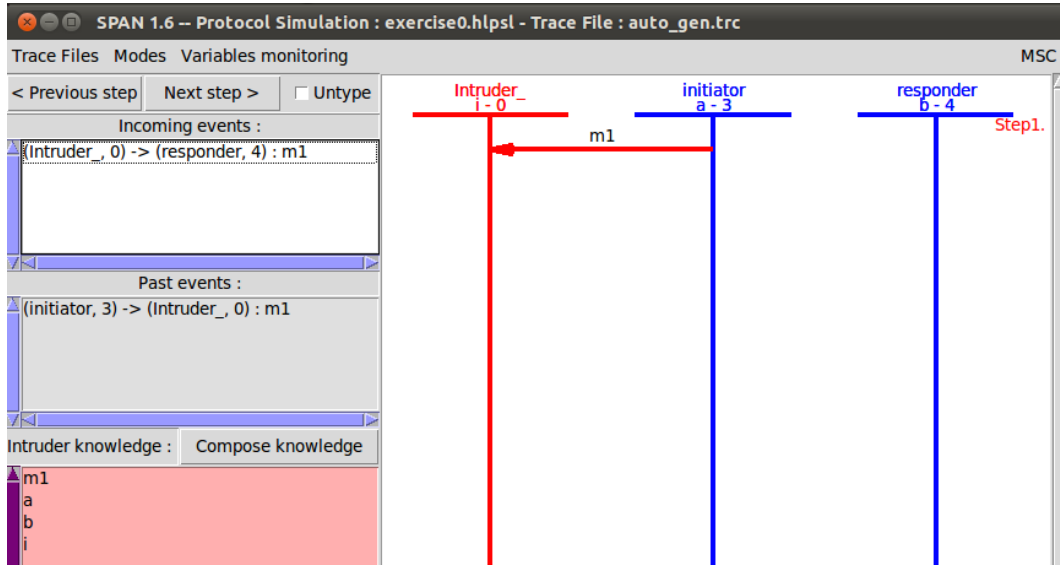 SPAN 1.6 -- Protocol Simulation : exercise0.hlpsl - Trace File : auto_gen.trc
Trace Files Modes Variables monitoring MSC
< Previous step Next step > Untype
Incoming events :
(Intruder_, 0) -> (responder, 4) : m1
Past events :
(initiator, 3) -> (Intruder_, 0) : m1
Intruder knowledge : Compose knowledge
m1
a
b
i
Intruder_
i - 0
initiator
a - 3
responder
b - 4
Step1.
m1